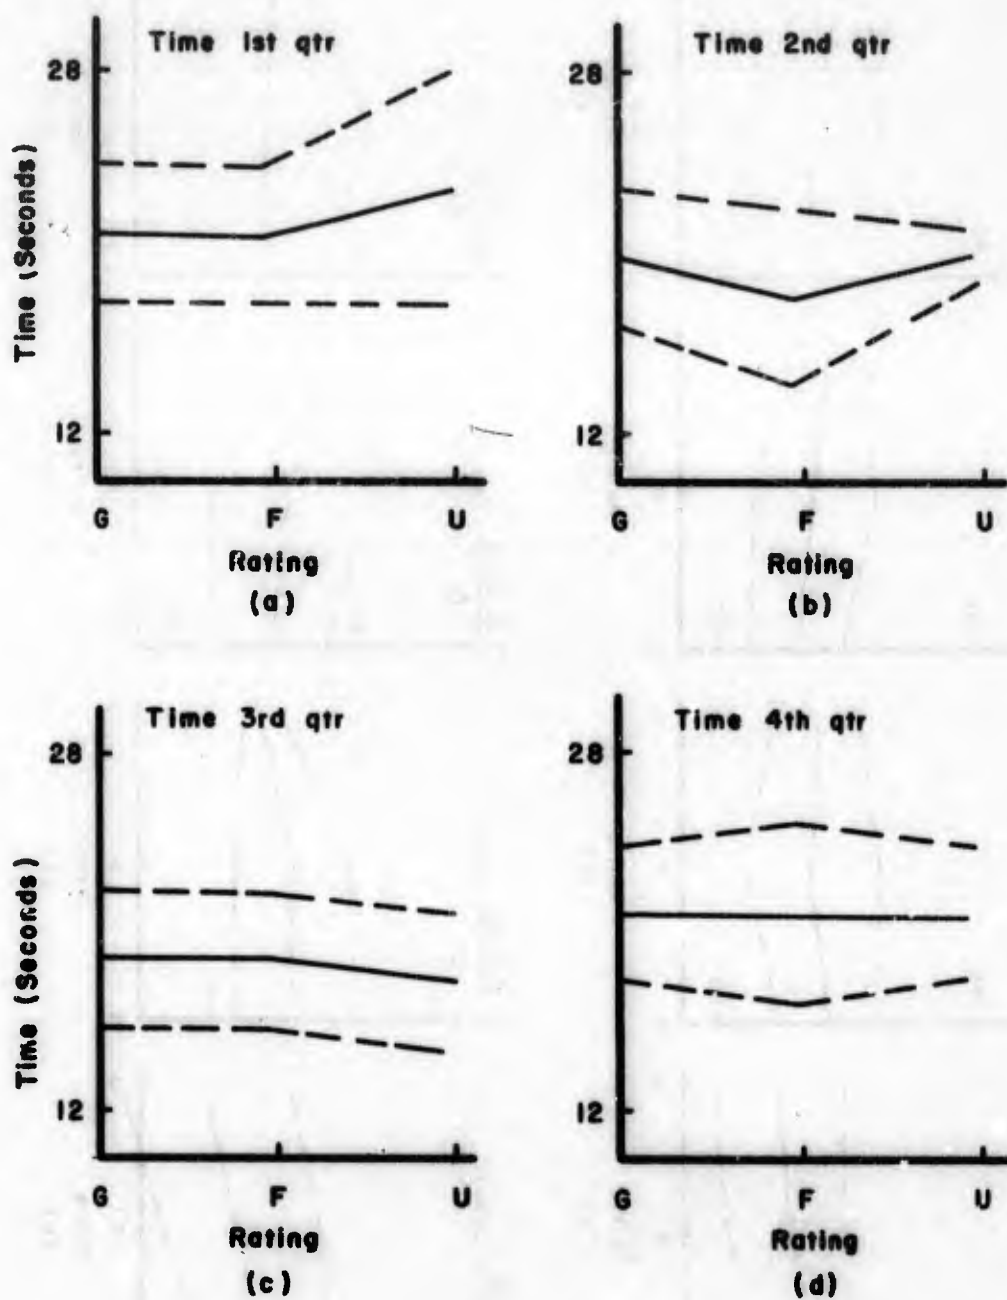 Time 1st qtr
28
Time (Seconds)
12
G F U
Rating
(a)
Time 2nd qtr
28
12
G F U
Rating
(b)
Time 3rd qtr
28
Time (Seconds)
12
G F U
Rating
(c)
Time 4th qtr
28
12
G F U
Rating
(d)